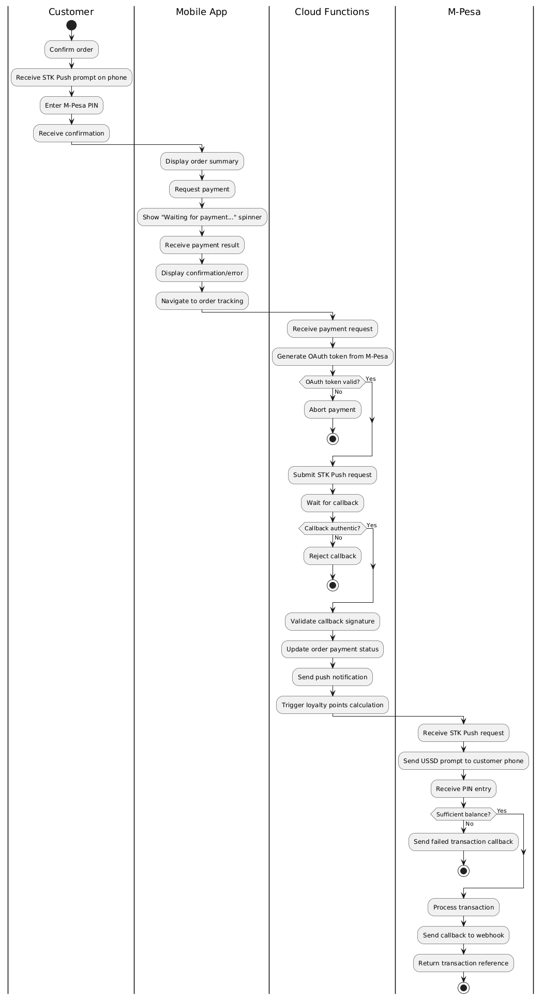 Customer
Mobile App
Cloud Functions
M-Pesa
Confirm order
Receive STK Push prompt on phone
Enter M-Pesa PIN
Receive confirmation
Display order summary
Request payment
Show "Waiting for payment..." spinner
Receive payment result
Display confirmation/error
Navigate to order tracking
Receive payment request
Generate OAuth token from M-Pesa
OAuth token valid?
Yes
No
Abort payment
Submit STK Push request
Wait for callback
Callback authentic?
Yes
No
Reject callback
Validate callback signature
Update order payment status
Send push notification
Trigger loyalty points calculation
Receive STK Push request
Send USSD prompt to customer phone
Receive PIN entry
Sufficient balance?
Yes
No
Send failed transaction callback
Process transaction
Send callback to webhook
Return transaction reference